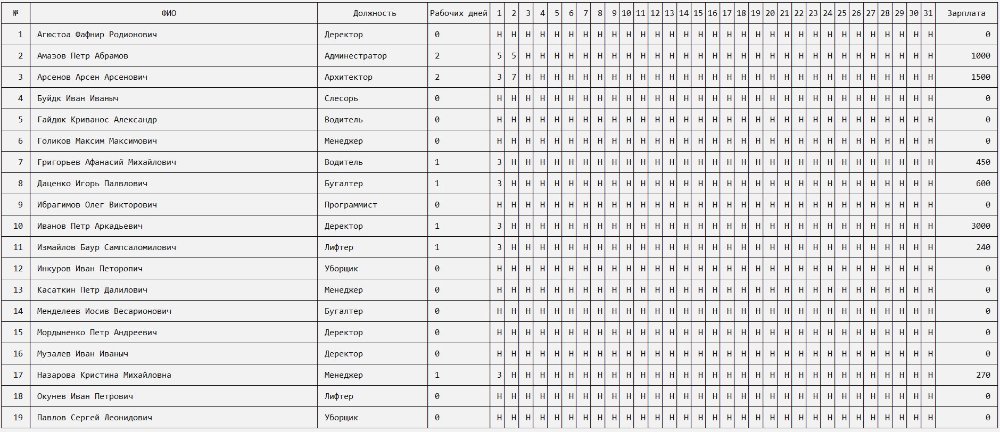 № ФИО Должность Рабочих дней 1 2 3 4 5 6 7 8 9 10 11 12 13 14 15 16 17 18 19 20 21 22 23 24 25 26 27 28 29 30 31 Зарплата
1 Агюстоа Фафнир Родионович Деректор 0 Н Н Н Н Н Н Н Н Н Н Н Н Н Н Н Н Н Н Н Н Н Н Н Н Н Н Н Н Н Н Н 0
2 Амазов Петр Абрамов Админестратор 2 5 5 Н Н Н Н Н Н Н Н Н Н Н Н Н Н Н Н Н Н Н Н Н Н Н Н Н Н Н Н Н 1000
3 Арсенов Арсен Арсенович Архитектор 2 3 7 Н Н Н Н Н Н Н Н Н Н Н Н Н Н Н Н Н Н Н Н Н Н Н Н Н Н Н Н Н 1500
4 Буйдк Иван Иваныч Слесорь 0 Н Н Н Н Н Н Н Н Н Н Н Н Н Н Н Н Н Н Н Н Н Н Н Н Н Н Н Н Н Н Н 0
5 Гайдюк Криванос Александр Водитель 0 Н Н Н Н Н Н Н Н Н Н Н Н Н Н Н Н Н Н Н Н Н Н Н Н Н Н Н Н Н Н Н 0
6 Голиков Максим Максимович Менеджер 0 Н Н Н Н Н Н Н Н Н Н Н Н Н Н Н Н Н Н Н Н Н Н Н Н Н Н Н Н Н Н Н 0
7 Григорьев Афанасий Михайлович Водитель 1 3 Н Н Н Н Н Н Н Н Н Н Н Н Н Н Н Н Н Н Н Н Н Н Н Н Н Н Н Н Н Н 450
8 Даценко Игорь Палвлович Бугалтер 1 3 Н Н Н Н Н Н Н Н Н Н Н Н Н Н Н Н Н Н Н Н Н Н Н Н Н Н Н Н Н Н 600
9 Ибрагимов Олег Викторович Программист 0 Н Н Н Н Н Н Н Н Н Н Н Н Н Н Н Н Н Н Н Н Н Н Н Н Н Н Н Н Н Н Н 0
10 Иванов Петр Аркадьевич Деректор 1 3 Н Н Н Н Н Н Н Н Н Н Н Н Н Н Н Н Н Н Н Н Н Н Н Н Н Н Н Н Н Н 3000
11 Измайлов Баур Сампсаломилович Лифтер 1 3 Н Н Н Н Н Н Н Н Н Н Н Н Н Н Н Н Н Н Н Н Н Н Н Н Н Н Н Н Н Н 240
12 Инкуров Иван Петоропич Уборщик 0 Н Н Н Н Н Н Н Н Н Н Н Н Н Н Н Н Н Н Н Н Н Н Н Н Н Н Н Н Н Н Н 0
13 Касаткин Петр Далилович Менеджер 0 Н Н Н Н Н Н Н Н Н Н Н Н Н Н Н Н Н Н Н Н Н Н Н Н Н Н Н Н Н Н Н 0
14 Менделеев Иосив Весарионович Бугалтер 0 Н Н Н Н Н Н Н Н Н Н Н Н Н Н Н Н Н Н Н Н Н Н Н Н Н Н Н Н Н Н Н 0
15 Мордыненко Петр Андреевич Деректор 0 Н Н Н Н Н Н Н Н Н Н Н Н Н Н Н Н Н Н Н Н Н Н Н Н Н Н Н Н Н Н Н 0
16 Музалев Иван Иваныч Деректор 0 Н Н Н Н Н Н Н Н Н Н Н Н Н Н Н Н Н Н Н Н Н Н Н Н Н Н Н Н Н Н Н 0
17 Назарова Кристина Михайловна Менеджер 1 3 Н Н Н Н Н Н Н Н Н Н Н Н Н Н Н Н Н Н Н Н Н Н Н Н Н Н Н Н Н Н 270
18 Окунев Иван Петрович Лифтер 0 Н Н Н Н Н Н Н Н Н Н Н Н Н Н Н Н Н Н Н Н Н Н Н Н Н Н Н Н Н Н Н 0
19 Павлов Сергей Леонидович Уборщик 0 Н Н Н Н Н Н Н Н Н Н Н Н Н Н Н Н Н Н Н Н Н Н Н Н Н Н Н Н Н Н Н 0